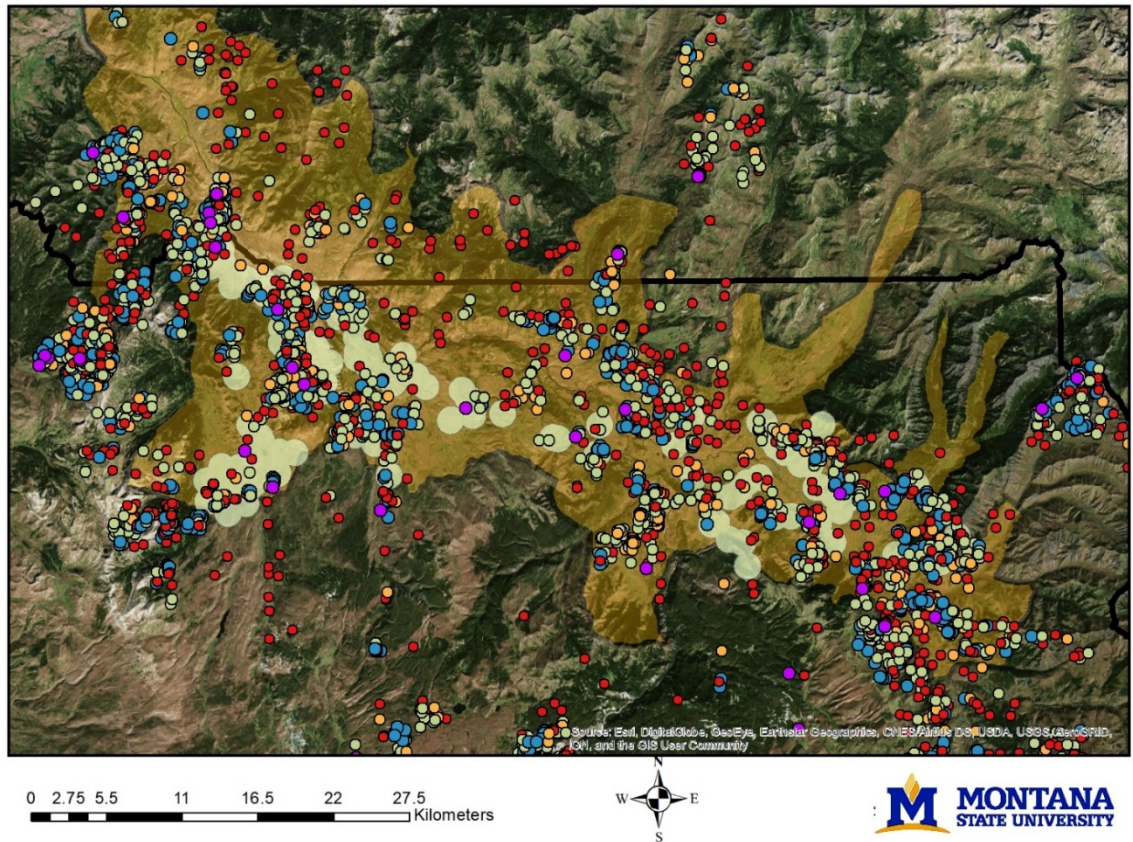 Source: Esri, DigitalGlobe, GeoEye, Earthstar Geographics, CNES/Airbus DS, USDA, USGS, AeroGRID,
IGN, and the GIS User Community
N
W E
S
0 2.75 5.5 11 16.5 22 27.5
Kilometers
:
M MONTANA
STATE UNIVERSITY